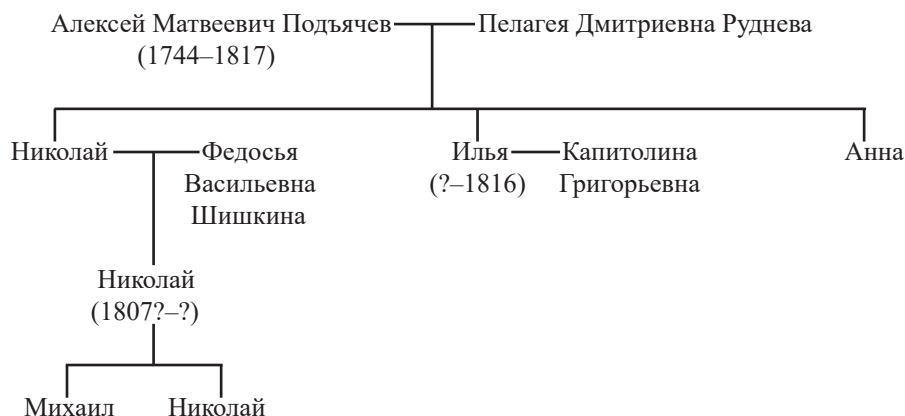 Алексей Матвеевич Подъячев Пелагея Дмитриевна Руднева
(1744–1817)
Николай Федосья Илья Капитолина Анна
Васильевна (?–1816) Григорьевна
Шишкина
Николай
(1807?–?)
Михаил Николай